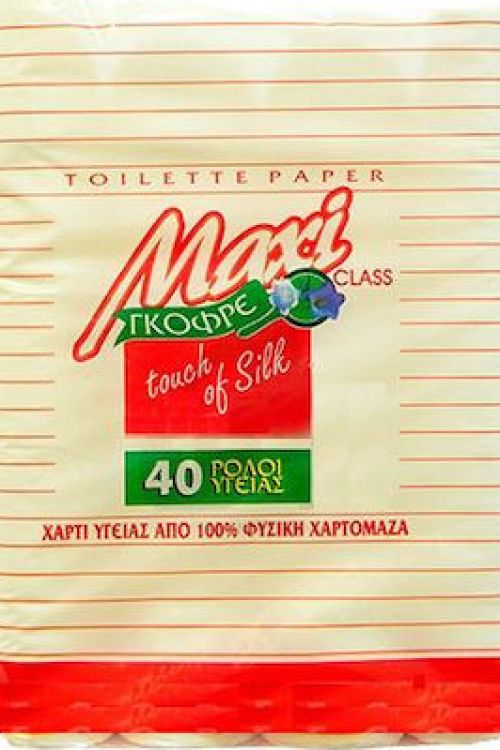 TOILETTE PAPER
Maxi
CLASS
ΓΚΟΦΡΕ
touch
of Silk
40 ΡΟΛΟΙ
ΥΓΕΙΑΣ
ΧΑΡΤΙ ΥΓΕΙΑΣ ΑΠΟ 100% ΦΥΣΙΚΗ ΧΑΡΤΟΜΑΖΑ